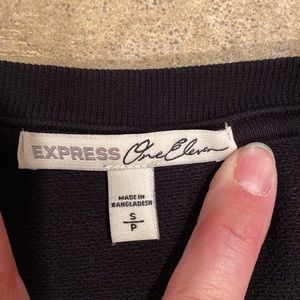 EXPRESS One Eleven
MADE IN
BANGLADESH
S
P